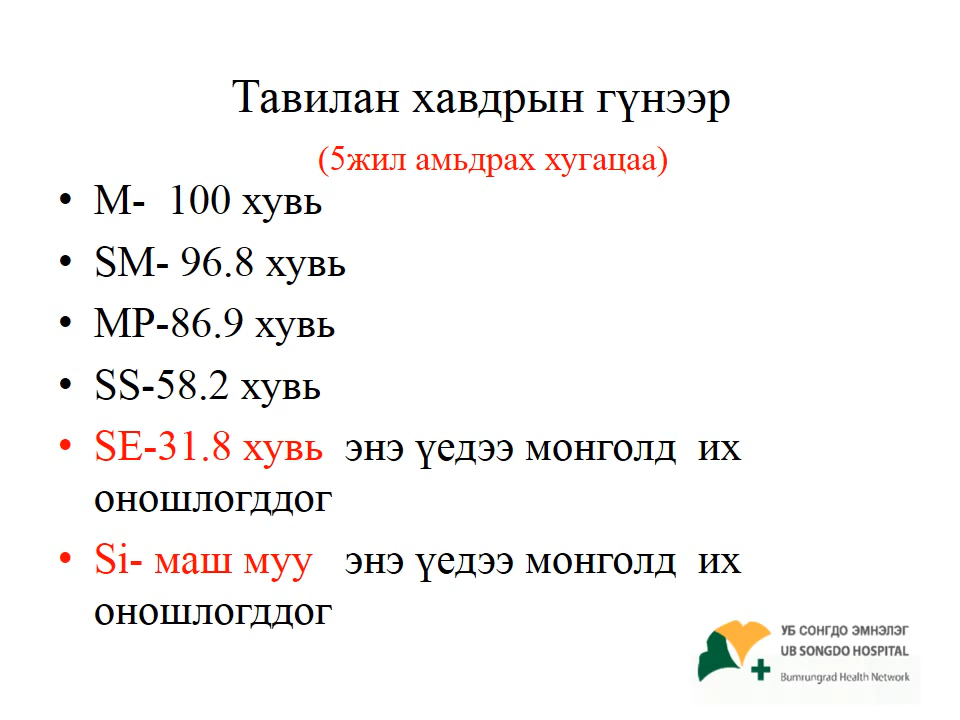 Тавилан хавдрын гүнээр
(5жил амьдрах хугацаа)
• M- 100 хувь
• SM- 96.8 хувь
• MP-86.9 хувь
• SS-58.2 хувь
• SE-31.8 хувь энэ үедээ монголд их
оношлогддог
• Si- маш муу энэ үедээ монголд их
оношлогддог
УБ СОНГДО ЭМНЭЛЭГ
UB SONGDO HOSPITAL
Bumrungrad Health Network